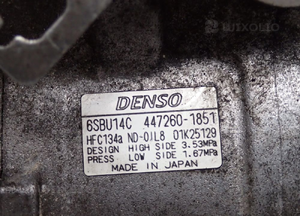 DENSO
6SBU14C 447260-1851
HFC134a ND-OIL8 01K25129
DESIGN HIGH SIDE 3.53MPa
PRESS LOW SIDE 1.67MPa
MADE IN JAPAN